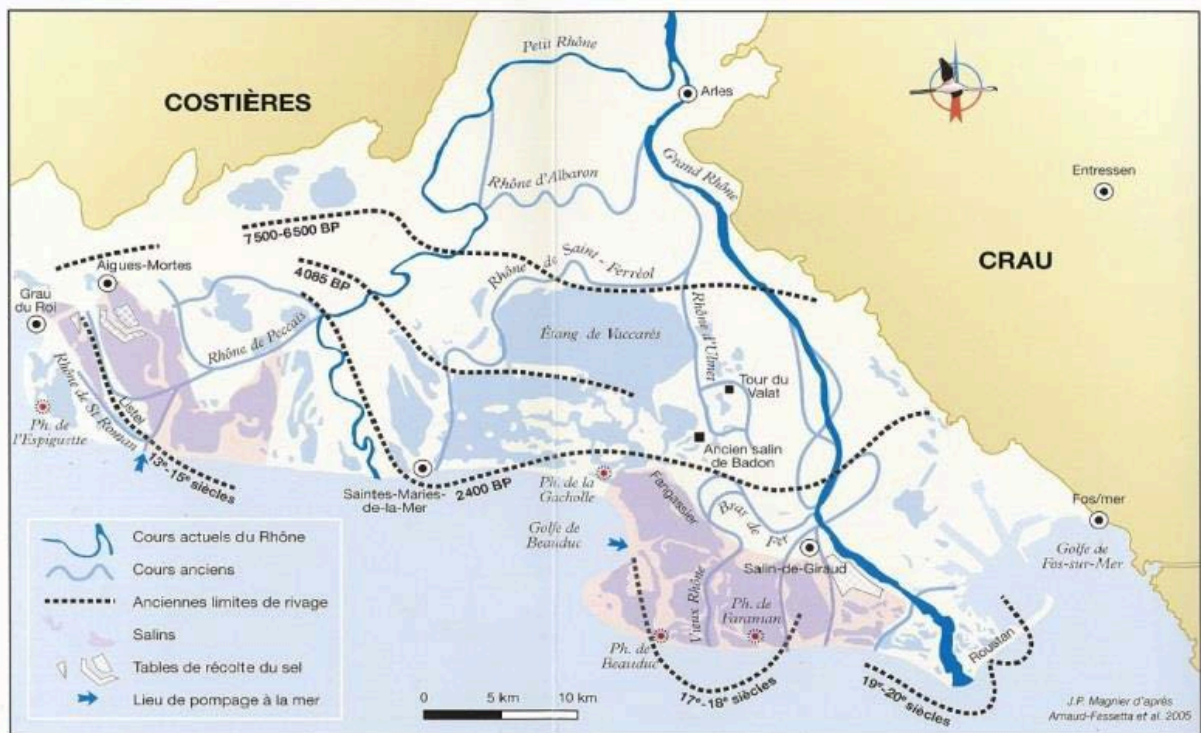 Petit Rhône
COSTIÈRES
Arles
Grand Rhône
Rhône d'Albaron
Entressen
7500-6500 BP
Rhône de Saint-Ferréol
CRAU
Aigues-Mortes
4085 BP
Grau
du Roi
Étang de Vaccarès
Rhône de Peccais
Rhône d'Ulmet
Tour du
Valat
Rhône de St Roman
Listel
Ph. de
l'Espiguette
Ancien salin
de Badon
13e-15e siècles
Saintes-Maries-
de-la-Mer
2400 BP
Ph. de la
Gacholle
Fangassier
Bras de Fer
Fos/mer
Golfe de
Beauduc
Golfe de
Fos-sur-Mer
Salin-de-Giraud
Vieux Rhône
Ph. de
Faraman
Ph. de
Beauduc
Roustan
17e-18e siècles
19e-20e siècles
Cours actuels du Rhône
Cours anciens
Anciennes limites de rivage
Salins
Tables de récolte du sel
Lieu de pompage à la mer
0 5 km 10 km
J.P. Magnier d'après
Arnaud-Fassetta et al. 2005